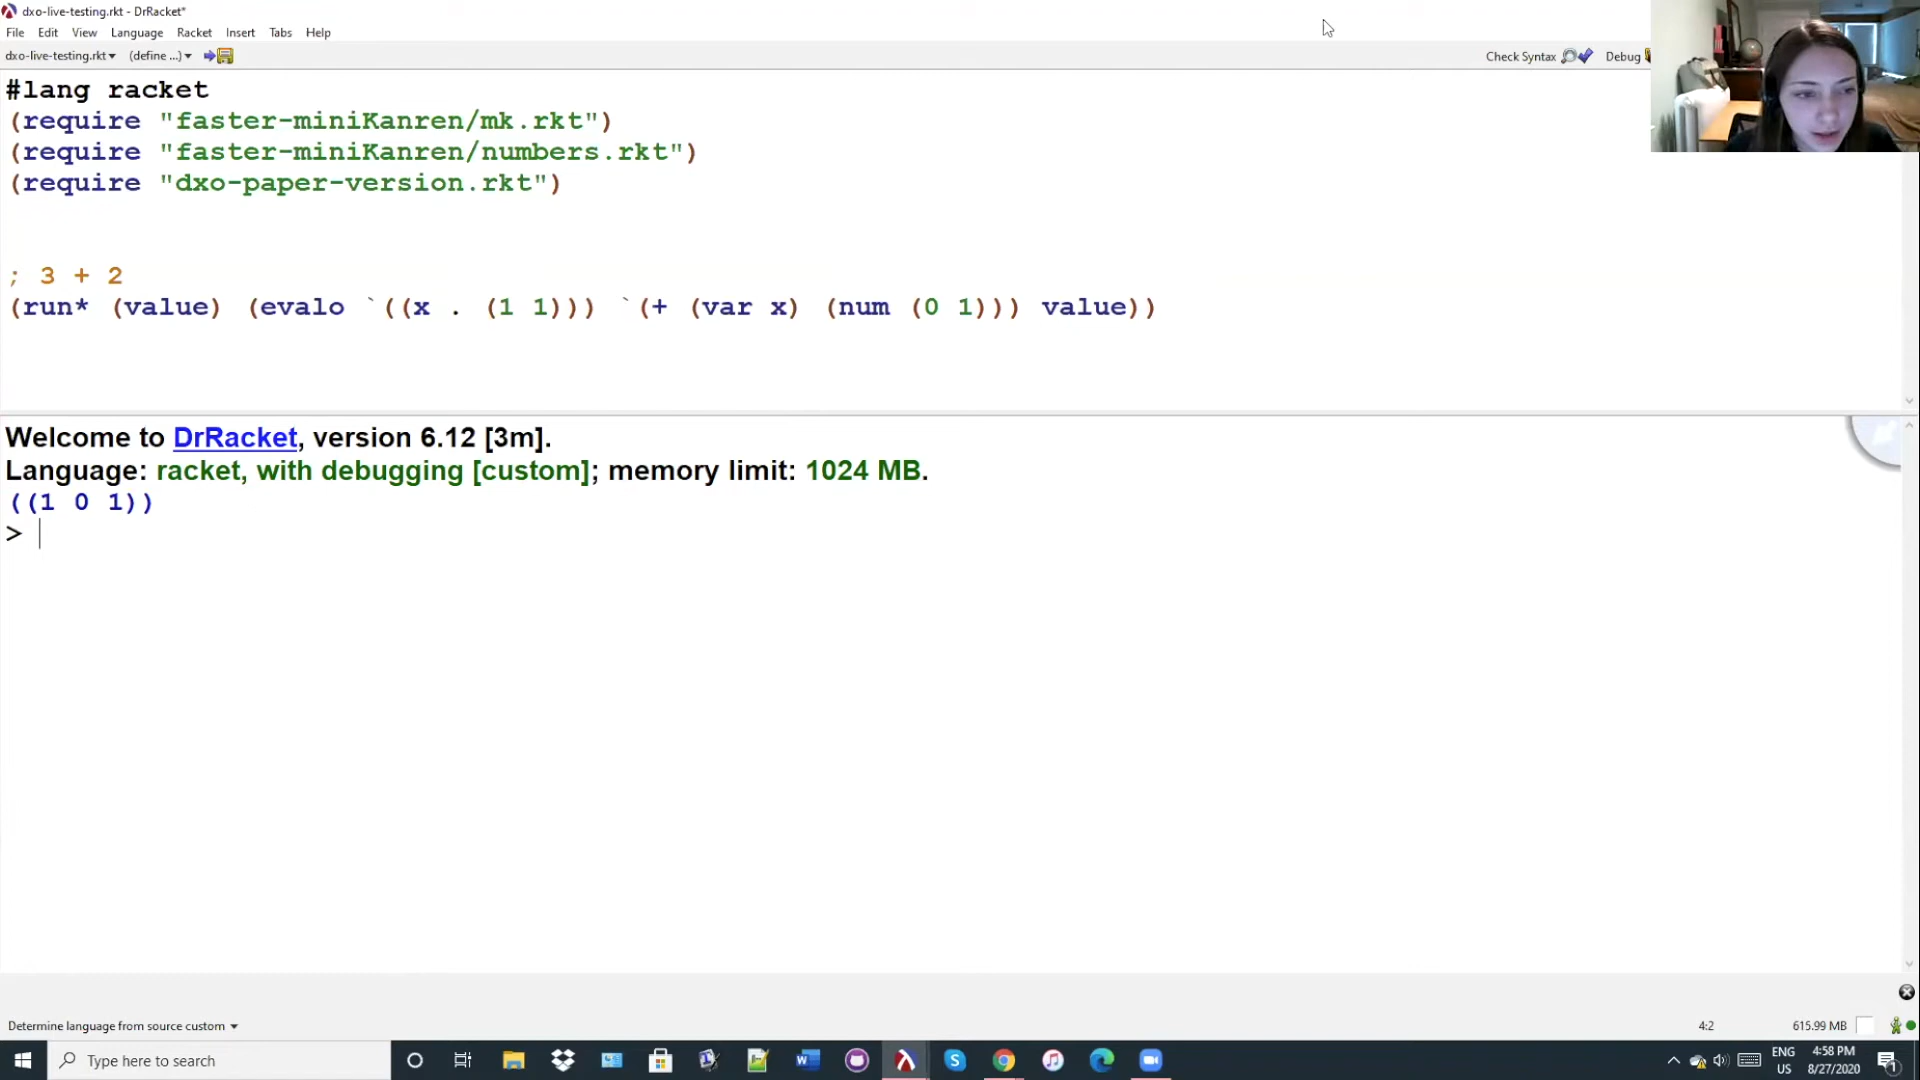 dxo-live-testing.rkt - DrRacket*
File Edit View Language Racket Insert Tabs Help
dxo-live-testing.rkt▾ (define ...)▾ Check Syntax Debug
#lang racket
(require "faster-miniKanren/mk.rkt")
(require "faster-miniKanren/numbers.rkt")
(require "dxo-paper-version.rkt")
; 3 + 2
(run* (value) (evalo `((x . (1 1))) `(+ (var x) (num (0 1))) value))
Welcome to DrRacket, version 6.12 [3m].
Language: racket, with debugging [custom]; memory limit: 1024 MB.
((1 0 1))
>
Determine language from source custom ▾ 4:2 615.99 MB
Type here to search ENG 4:58 PM
US 8/27/2020 1